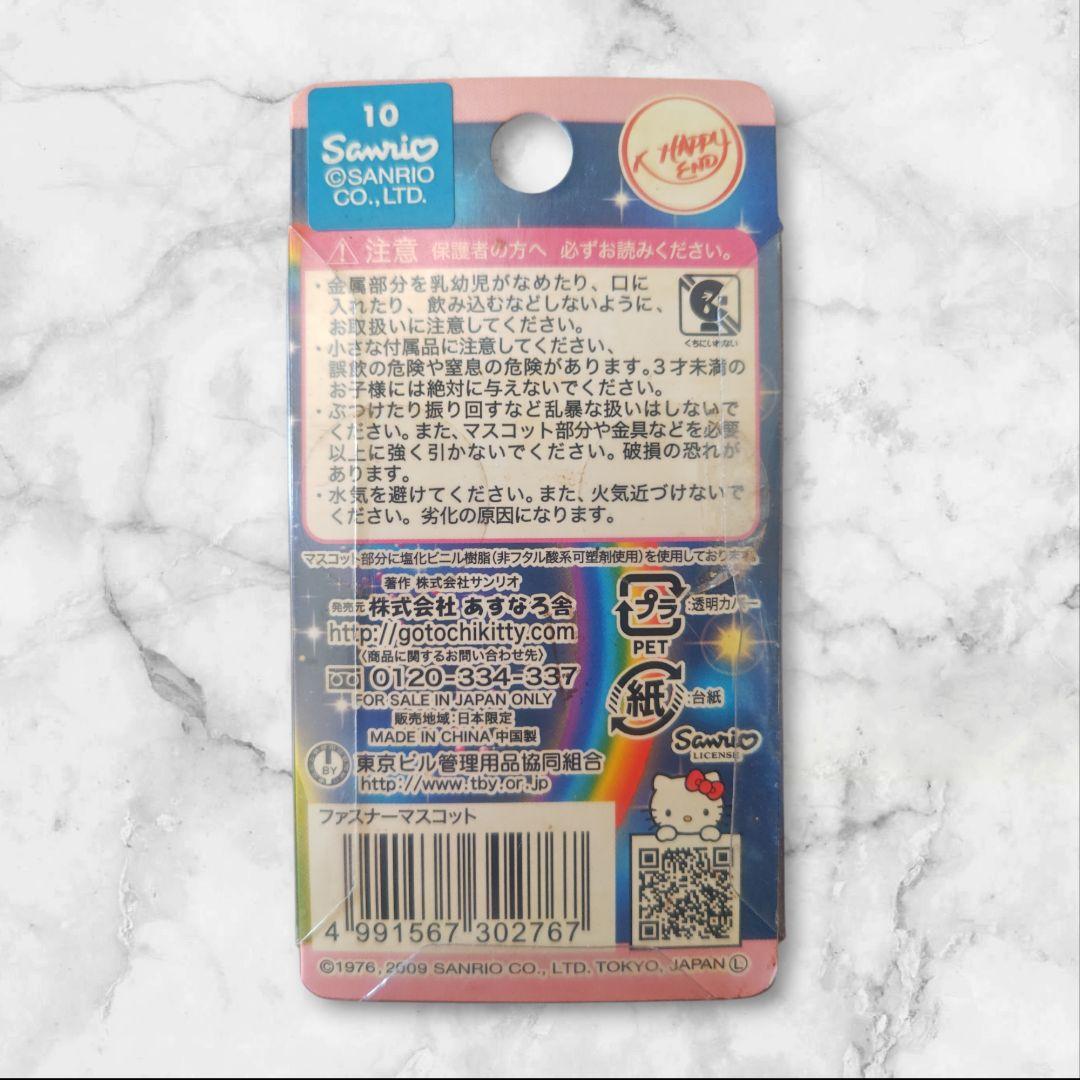 10
Sanrio
©SANRIO
CO., LTD.
K HAPPY
END
注意 保護者の方へ 必ずお読みください。
・金属部分を乳幼児がなめたり、口に
入れたり、飲み込むなどしないように、
お取扱いに注意してください。
くちにいれない
・小さな付属品に注意してください、
誤飲の危険や窒息の危険があります。3才未満の
お子様には絶対に与えないでください。
・ぶつけたり振り回すなど乱暴な扱いはしないで
ください。また、マスコット部分や金具などを必要
以上に強く引かないでください。破損の恐れが
あります。
・水気を避けてください。また、火気近づけないで
ください。劣化の原因になります。
マスコット部分に塩化ビニル樹脂(非フタル酸系可塑剤使用)を使用しております。
著作 株式会社サンリオ
発売元 株式会社 あすなろ舎
http://gotochikitty.com
〈商品に関するお問い合わせ先〉
0120-334-337
FOR SALE IN JAPAN ONLY
販売地域:日本限定
MADE IN CHINA 中国製
プラ :透明カバー
PET
紙 :台紙
Sanrio
LICENSE
BY 東京ビル管理用品協同組合
http://www.tby.or.jp
ファスナーマスコット
4 991567 302767
©1976, 2009 SANRIO CO., LTD. TOKYO, JAPAN Ⓛ